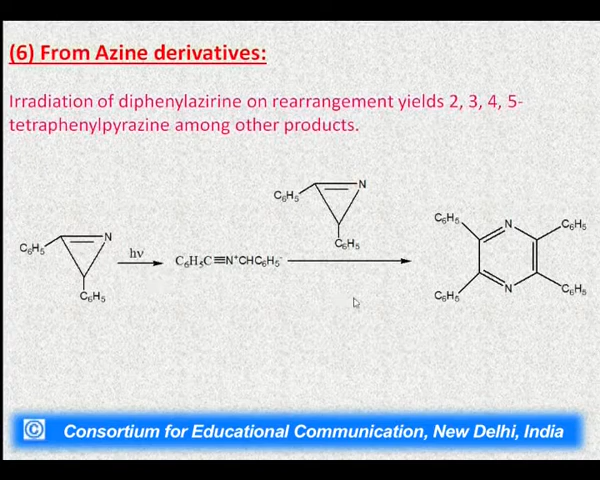 (6) From Azine derivatives:
Irradiation of diphenylazirine on rearrangement yields 2, 3, 4, 5-
tetraphenylpyrazine among other products.
C₆H₅ N
C₆H₅
hν
C₆H₅C≡N⁺CHC₆H₅⁻
C₆H₅ N
C₆H₅
C₆H₅ N C₆H₅
C₆H₅ N C₆H₅
© Consortium for Educational Communication, New Delhi, India